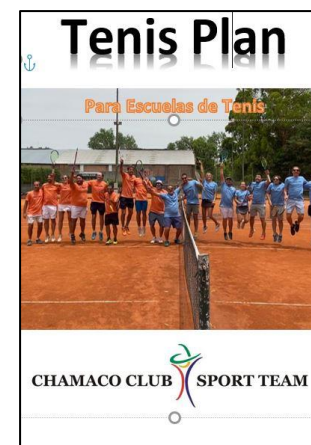 Tenis Plan
Para Escuelas de Tenis
CHAMACO CLUB SPORT TEAM